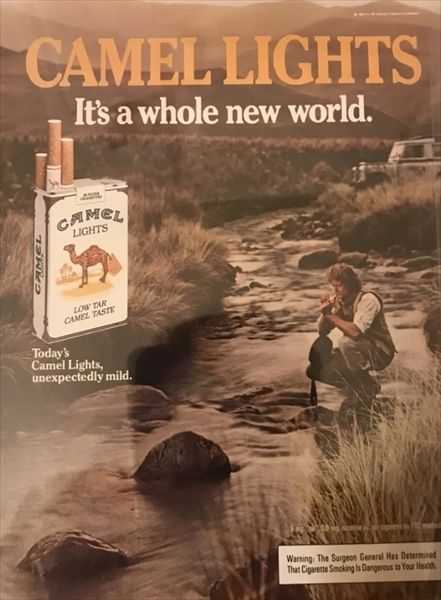 CAMEL LIGHTS
It's a whole new world.
CAMEL
LIGHTS
CAMEL
LOW TAR
CAMEL TASTE
Today's
Camel Lights,
unexpectedly mild.
Warning: The Surgeon General Has Determined
That Cigarette Smoking Is Dangerous to Your Health.